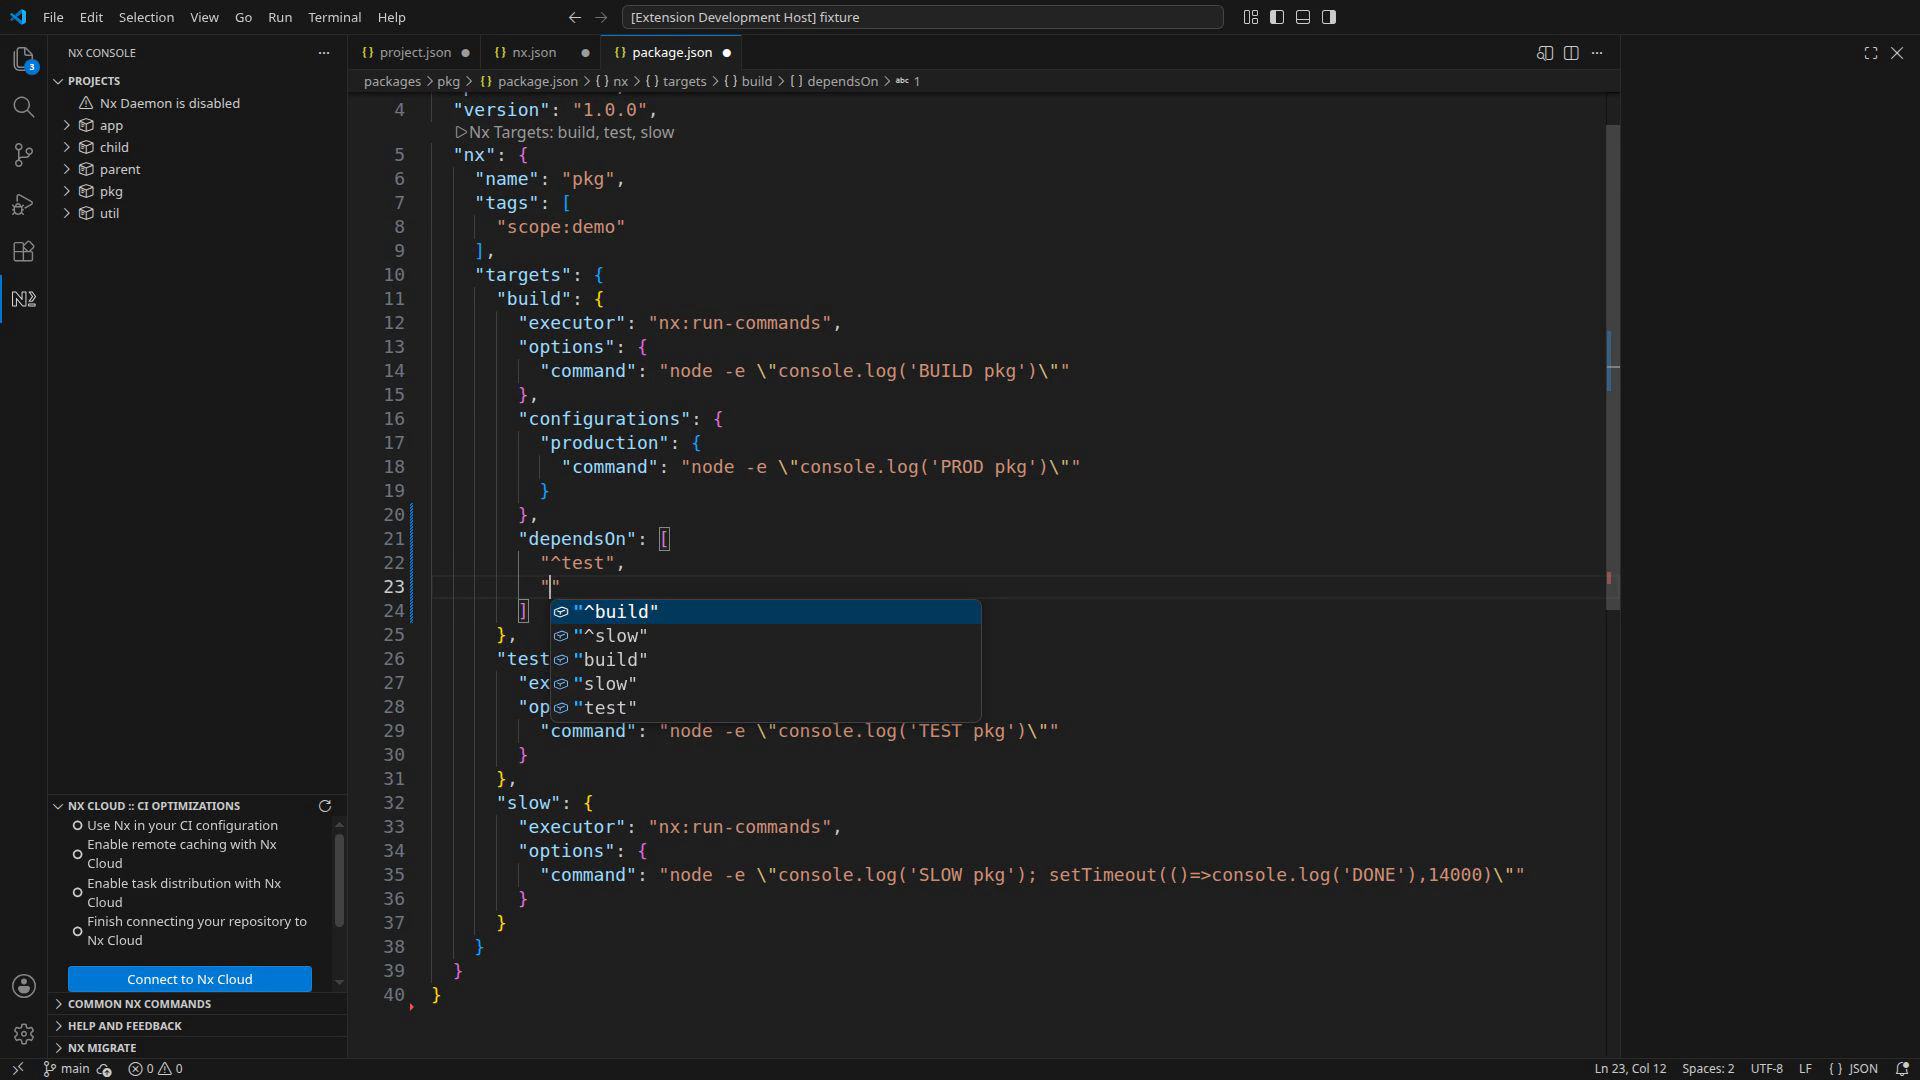 File Edit Selection View Go Run Terminal Help
[Extension Development Host] fixture
3
NX CONSOLE
PROJECTS
Nx Daemon is disabled
app
child
parent
pkg
util
NX CLOUD :: CI OPTIMIZATIONS
Use Nx in your CI configuration
Enable remote caching with Nx
Cloud
Enable task distribution with Nx
Cloud
Finish connecting your repository to
Nx Cloud
Connect to Nx Cloud
COMMON NX COMMANDS
HELP AND FEEDBACK
NX MIGRATE
{} project.json ● {} nx.json ● {} package.json ●
packages > pkg > {} package.json > {} nx > {} targets > {} build > [] dependsOn > abc 1
4 "version": "1.0.0",
Nx Targets: build, test, slow
5 "nx": {
6 "name": "pkg",
7 "tags": [
8 "scope:demo"
9 ],
10 "targets": {
11 "build": {
12 "executor": "nx:run-commands",
13 "options": {
14 "command": "node -e \"console.log('BUILD pkg')\""
15 },
16 "configurations": {
17 "production": {
18 "command": "node -e \"console.log('PROD pkg')\""
19 }
20 },
21 "dependsOn": [
22 "^test",
23 ""
24 ]
"^build"
"^slow"
"build"
"slow"
"test"
25 },
26 "test
27 "ex
28 "op
29 "command": "node -e \"console.log('TEST pkg')\""
30 }
31 },
32 "slow": {
33 "executor": "nx:run-commands",
34 "options": {
35 "command": "node -e \"console.log('SLOW pkg'); setTimeout(()=>console.log('DONE'),14000)\""
36 }
37 }
38 }
39 }
40 }
main 0 0 Ln 23, Col 12 Spaces: 2 UTF-8 LF {} JSON